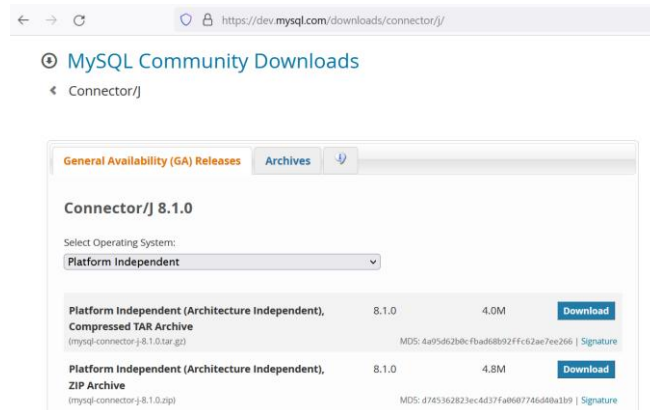 https://dev.mysql.com/downloads/connector/j/
MySQL Community Downloads
Connector/J
General Availability (GA) Releases Archives
Connector/J 8.1.0
Select Operating System:
Platform Independent
Platform Independent (Architecture Independent), 8.1.0 4.0M Download
Compressed TAR Archive
(mysql-connector-j-8.1.0.tar.gz) MD5: 4a95d62b0cfbad68b92ffc62ae7ee266 | Signature
Platform Independent (Architecture Independent), 8.1.0 4.8M Download
ZIP Archive
(mysql-connector-j-8.1.0.zip) MD5: d745362823ec4d37fa0607746d40a1b9 | Signature